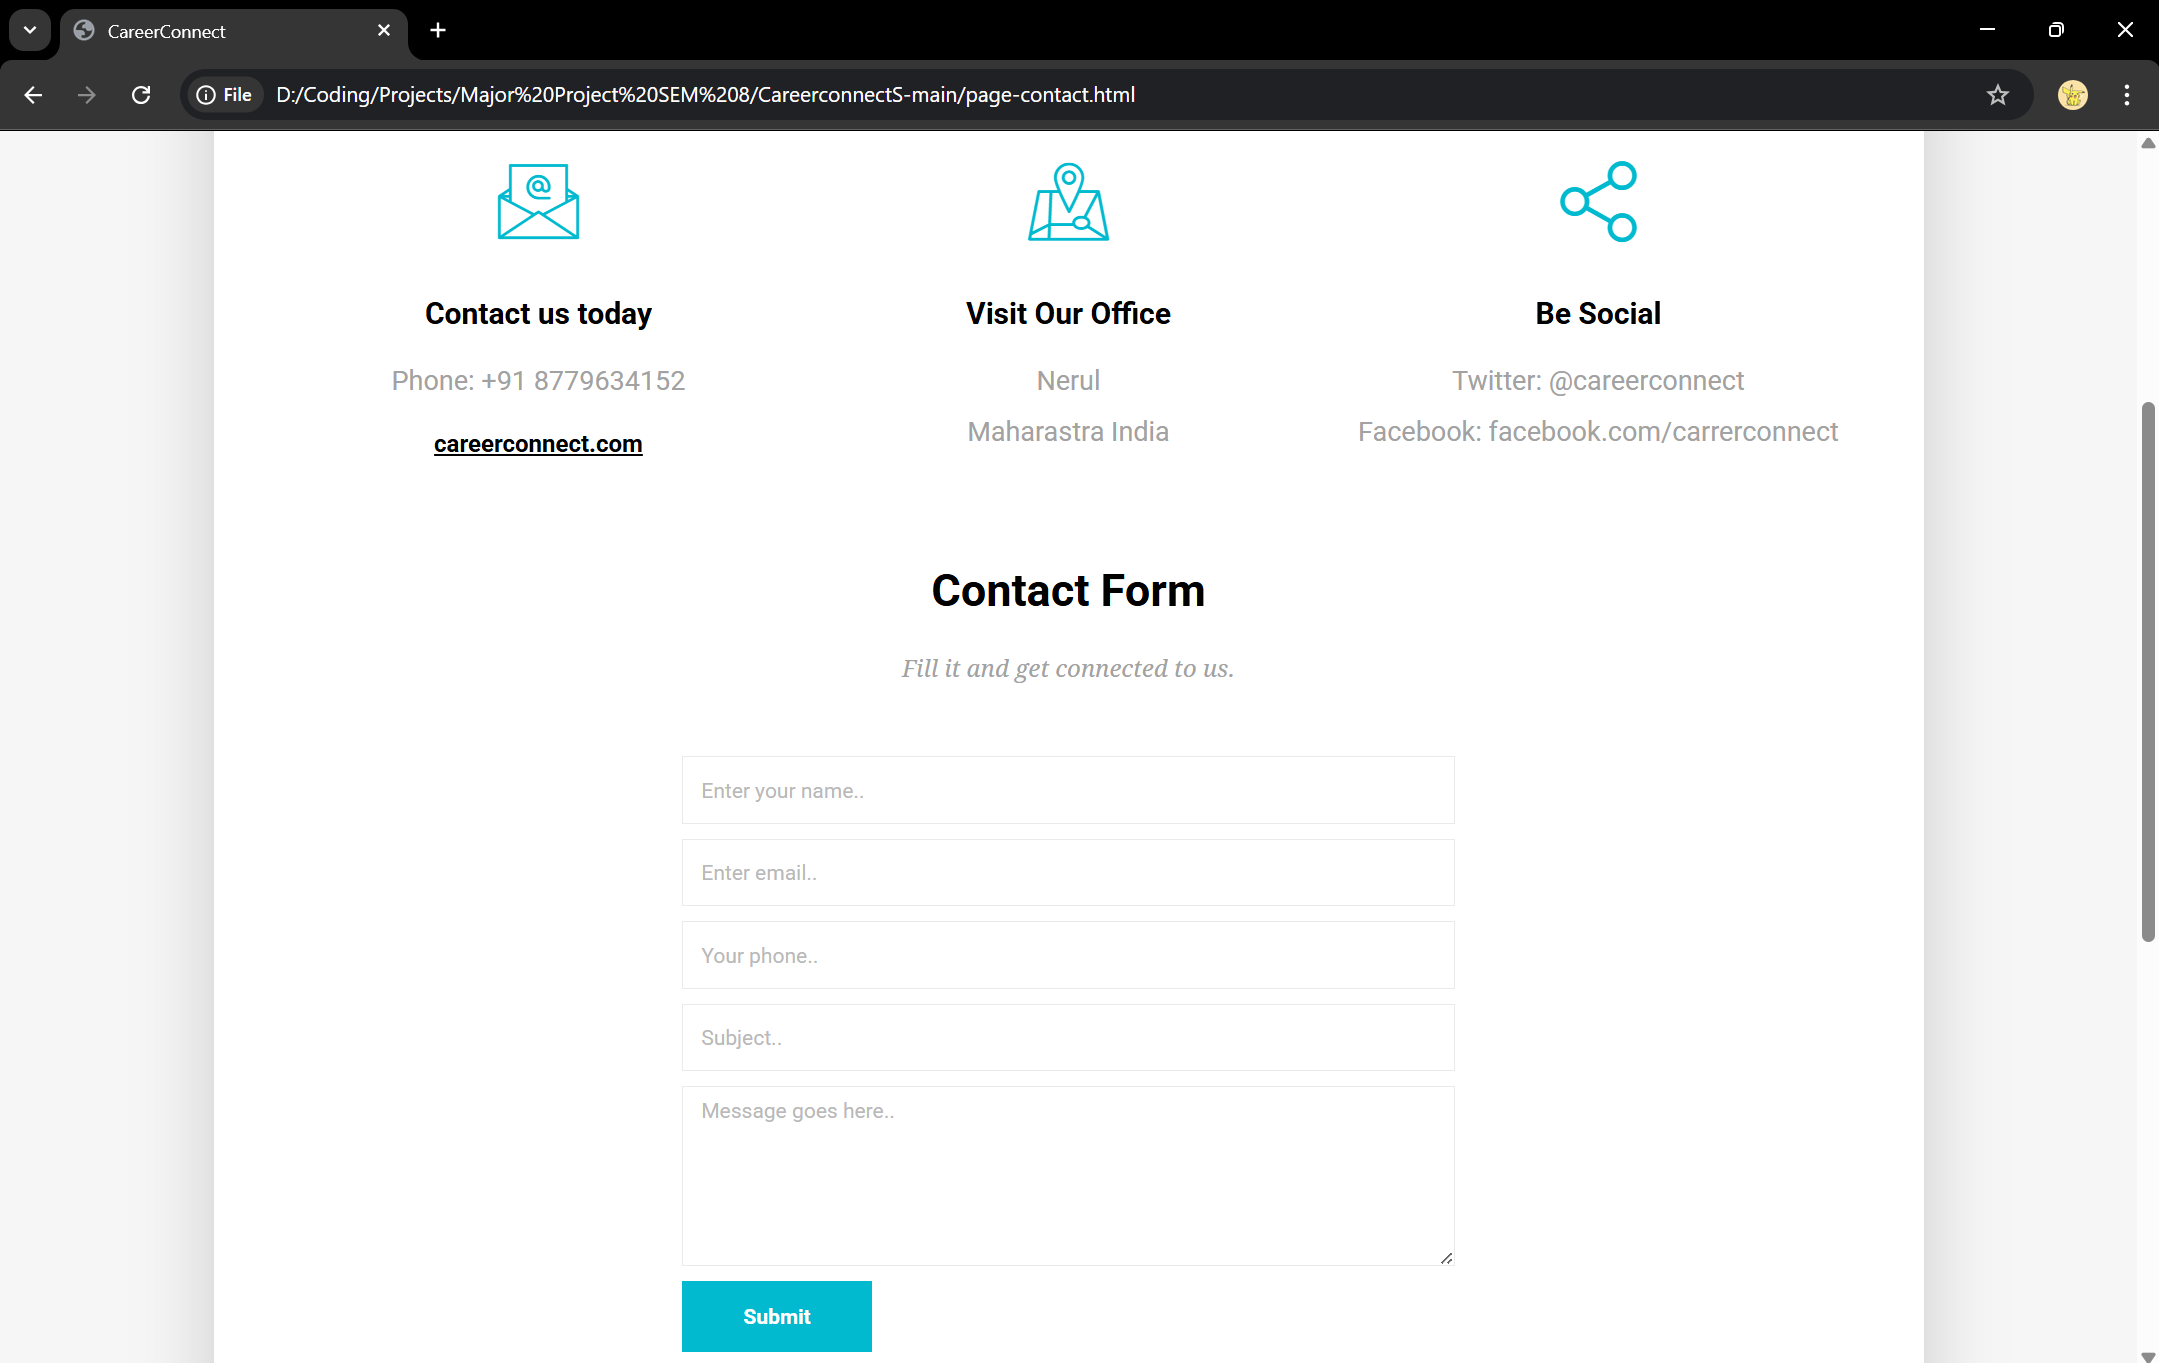 CareerConnect
File
D:/Coding/Projects/Major%20Project%20SEM%208/CareerconnectS-main/page-contact.html
Contact us today
Phone: +91 8779634152
careerconnect.com
Visit Our Office
Nerul
Maharastra India
Be Social
Twitter: @careerconnect
Facebook: facebook.com/carrerconnect
Contact Form
Fill it and get connected to us.
Enter your name..
Enter email..
Your phone..
Subject..
Message goes here..
Submit